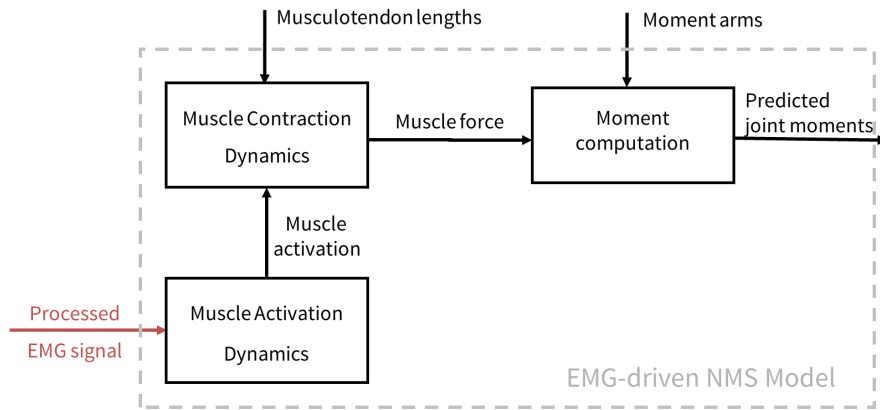 Musculotendon lengths
Moment arms
Muscle Contraction
Dynamics
Muscle force
Moment
computation
Predicted
joint moments
Muscle
activation
Processed
EMG signal
Muscle Activation
Dynamics
EMG-driven NMS Model